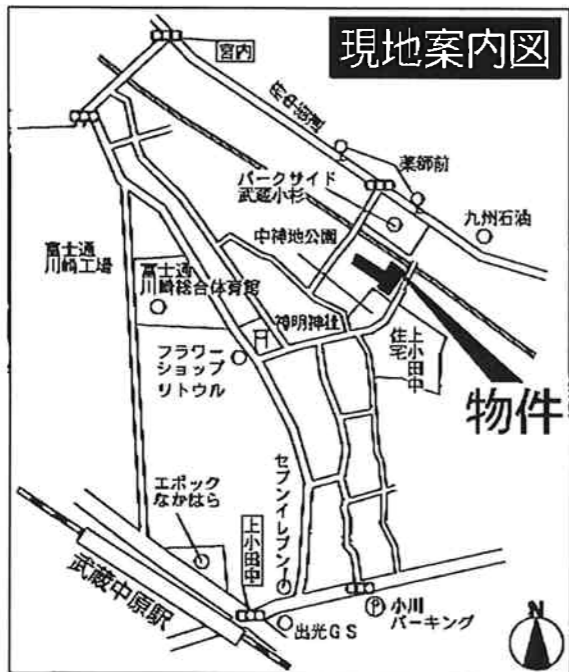 現地案内図
宮内
薬師前
パークサイド
武蔵小杉
九州石油
中神地公園
富士通
川崎工場
富士通
川崎総合体育館
神明神社
上小田中
住宅
フラワー
ショップ
リトウル
物件
エポック
なかはら
セブンイレブン
上小田中
武蔵中原駅
小川
パーキング
出光GS
N